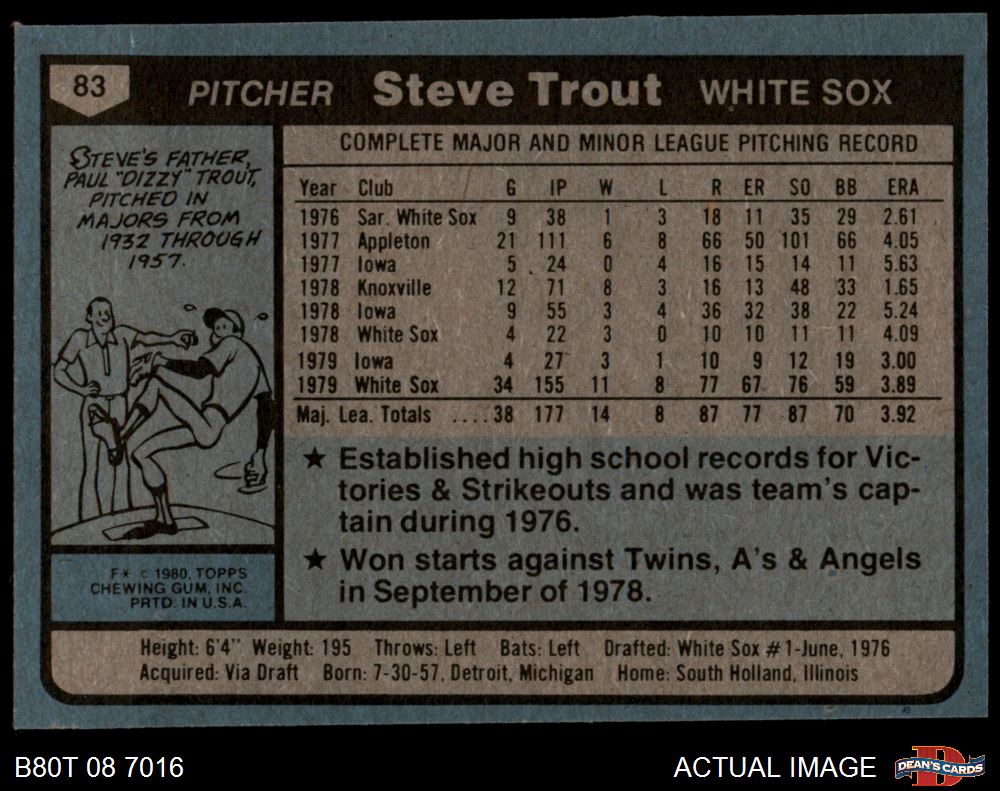 83 PITCHER Steve Trout WHITE SOX
STEVE'S FATHER,
PAUL "DIZZY" TROUT,
PITCHED IN
MAJORS FROM
1932 THROUGH
1957.
COMPLETE MAJOR AND MINOR LEAGUE PITCHING RECORD
Year Club G IP W L R ER SO BB ERA
1976 Sar. White Sox 9 38 1 3 18 11 35 29 2.61
1977 Appleton 21 111 6 8 66 50 101 66 4.05
1977 Iowa 5 24 0 4 16 15 14 11 5.63
1978 Knoxville 12 71 8 3 16 13 48 33 1.65
1978 Iowa 9 55 3 4 36 32 38 22 5.24
1978 White Sox 4 22 3 0 10 10 11 11 4.09
1979 Iowa 4 27 3 1 10 9 12 19 3.00
1979 White Sox 34 155 11 8 77 67 76 59 3.89
Maj. Lea. Totals ....38 177 14 8 87 77 87 70 3.92
★ Established high school records for Vic-
tories & Strikeouts and was team's cap-
tain during 1976.
★ Won starts against Twins, A's & Angels
in September of 1978.
F* © 1980, TOPPS
CHEWING GUM, INC.
PRTD. IN U.S.A.
Height: 6'4" Weight: 195 Throws: Left Bats: Left Drafted: White Sox #1-June, 1976
Acquired: Via Draft Born: 7-30-57, Detroit, Michigan Home: South Holland, Illinois
B80T 08 7016 ACTUAL IMAGE DEAN'S CARDS